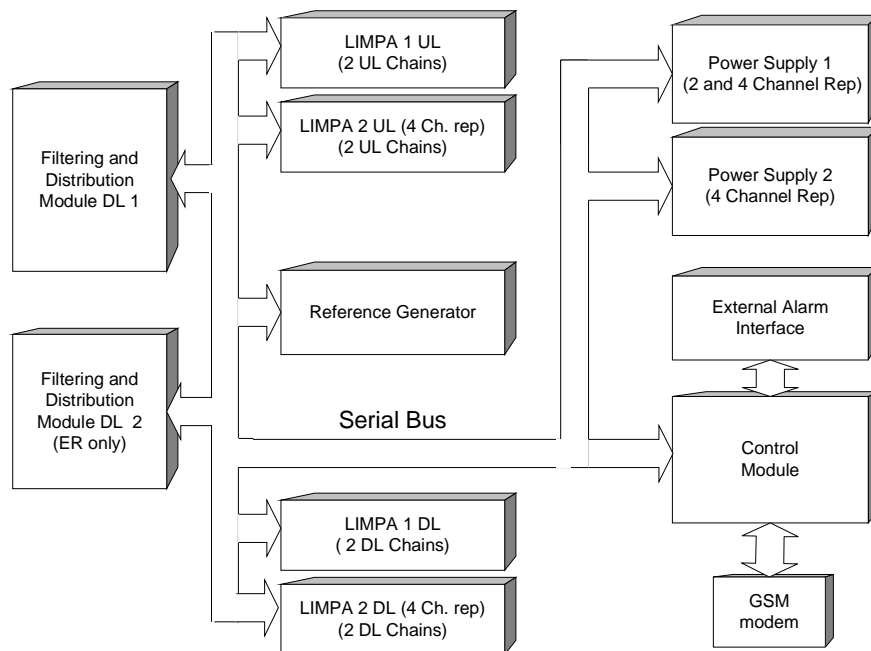 LIMPA 1 UL
(2 UL Chains)
Power Supply 1
(2 and 4 Channel Rep)
LIMPA 2 UL (4 Ch. rep)
(2 UL Chains)
Filtering and
Distribution
Module DL 1
Power Supply 2
(4 Channel Rep)
Reference Generator
External Alarm
Interface
Filtering and
Distribution
Module DL 2
(ER only)
Serial Bus
Control
Module
LIMPA 1 DL
( 2 DL Chains)
LIMPA 2 DL (4 Ch. rep)
(2 DL Chains)
GSM
modem